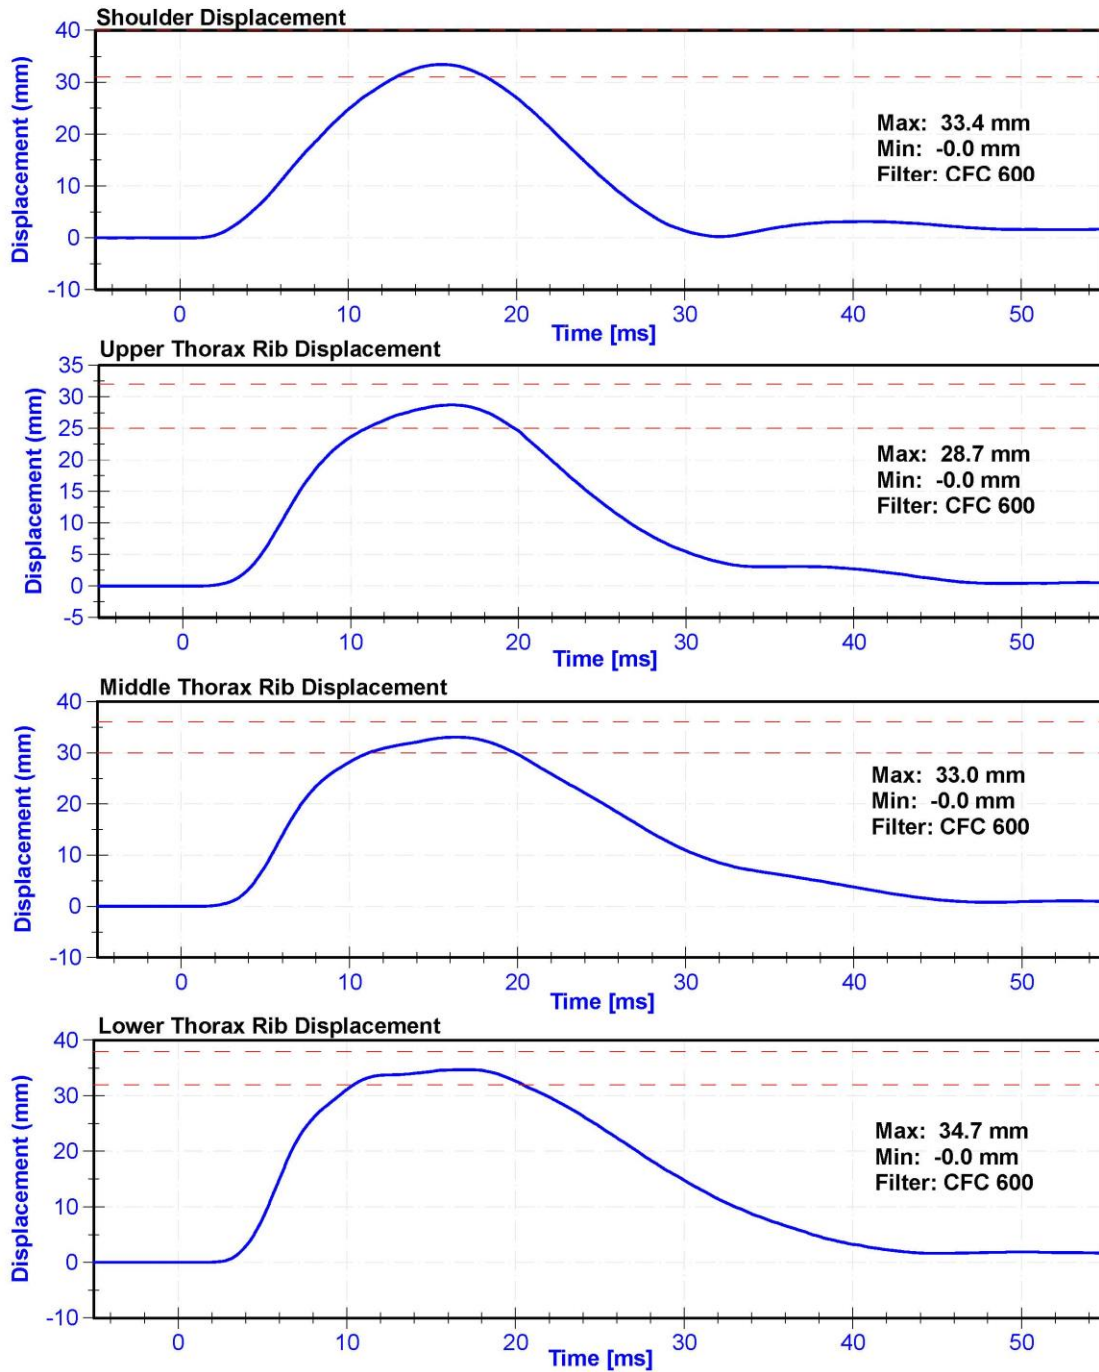 Shoulder Displacement
Displacement (mm)
40
30
20
10
0
-10
Max: 33.4 mm
Min: -0.0 mm
Filter: CFC 600
0 10 20 30 40 50
Time [ms]
Upper Thorax Rib Displacement
Displacement (mm)
35
30
25
20
15
10
5
0
-5
Max: 28.7 mm
Min: -0.0 mm
Filter: CFC 600
0 10 20 30 40 50
Time [ms]
Middle Thorax Rib Displacement
Displacement (mm)
40
30
20
10
0
-10
Max: 33.0 mm
Min: -0.0 mm
Filter: CFC 600
0 10 20 30 40 50
Time [ms]
Lower Thorax Rib Displacement
Displacement (mm)
40
30
20
10
0
-10
Max: 34.7 mm
Min: -0.0 mm
Filter: CFC 600
0 10 20 30 40 50
Time [ms]